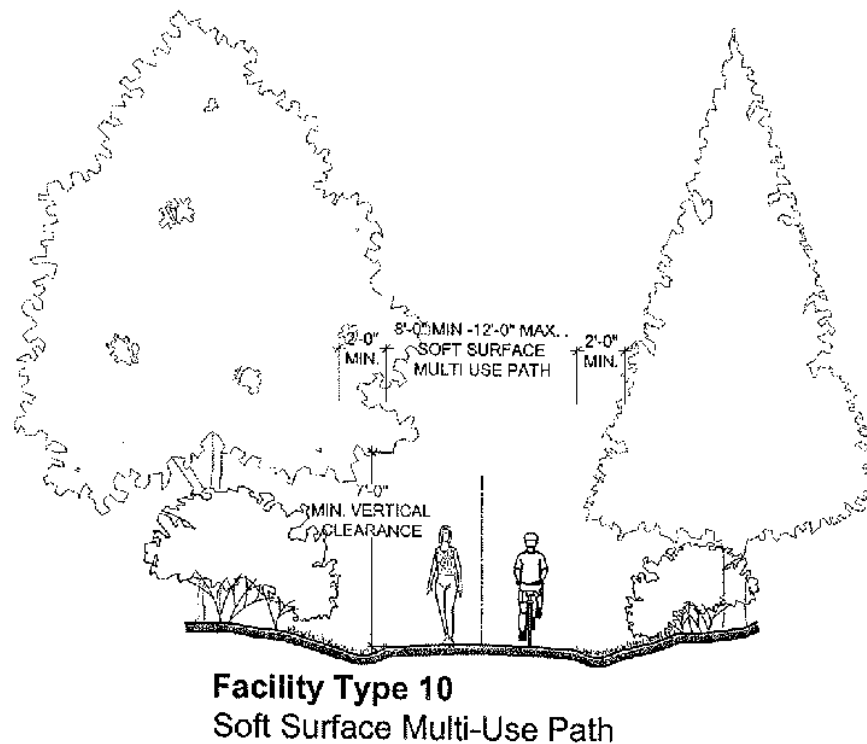 2'-0"
MIN.
8'-0" MIN -12'-0" MAX.
SOFT SURFACE
MULTI USE PATH
2'-0"
MIN.
7'-0"
MIN. VERTICAL
CLEARANCE
Facility Type 10
Soft Surface Multi-Use Path